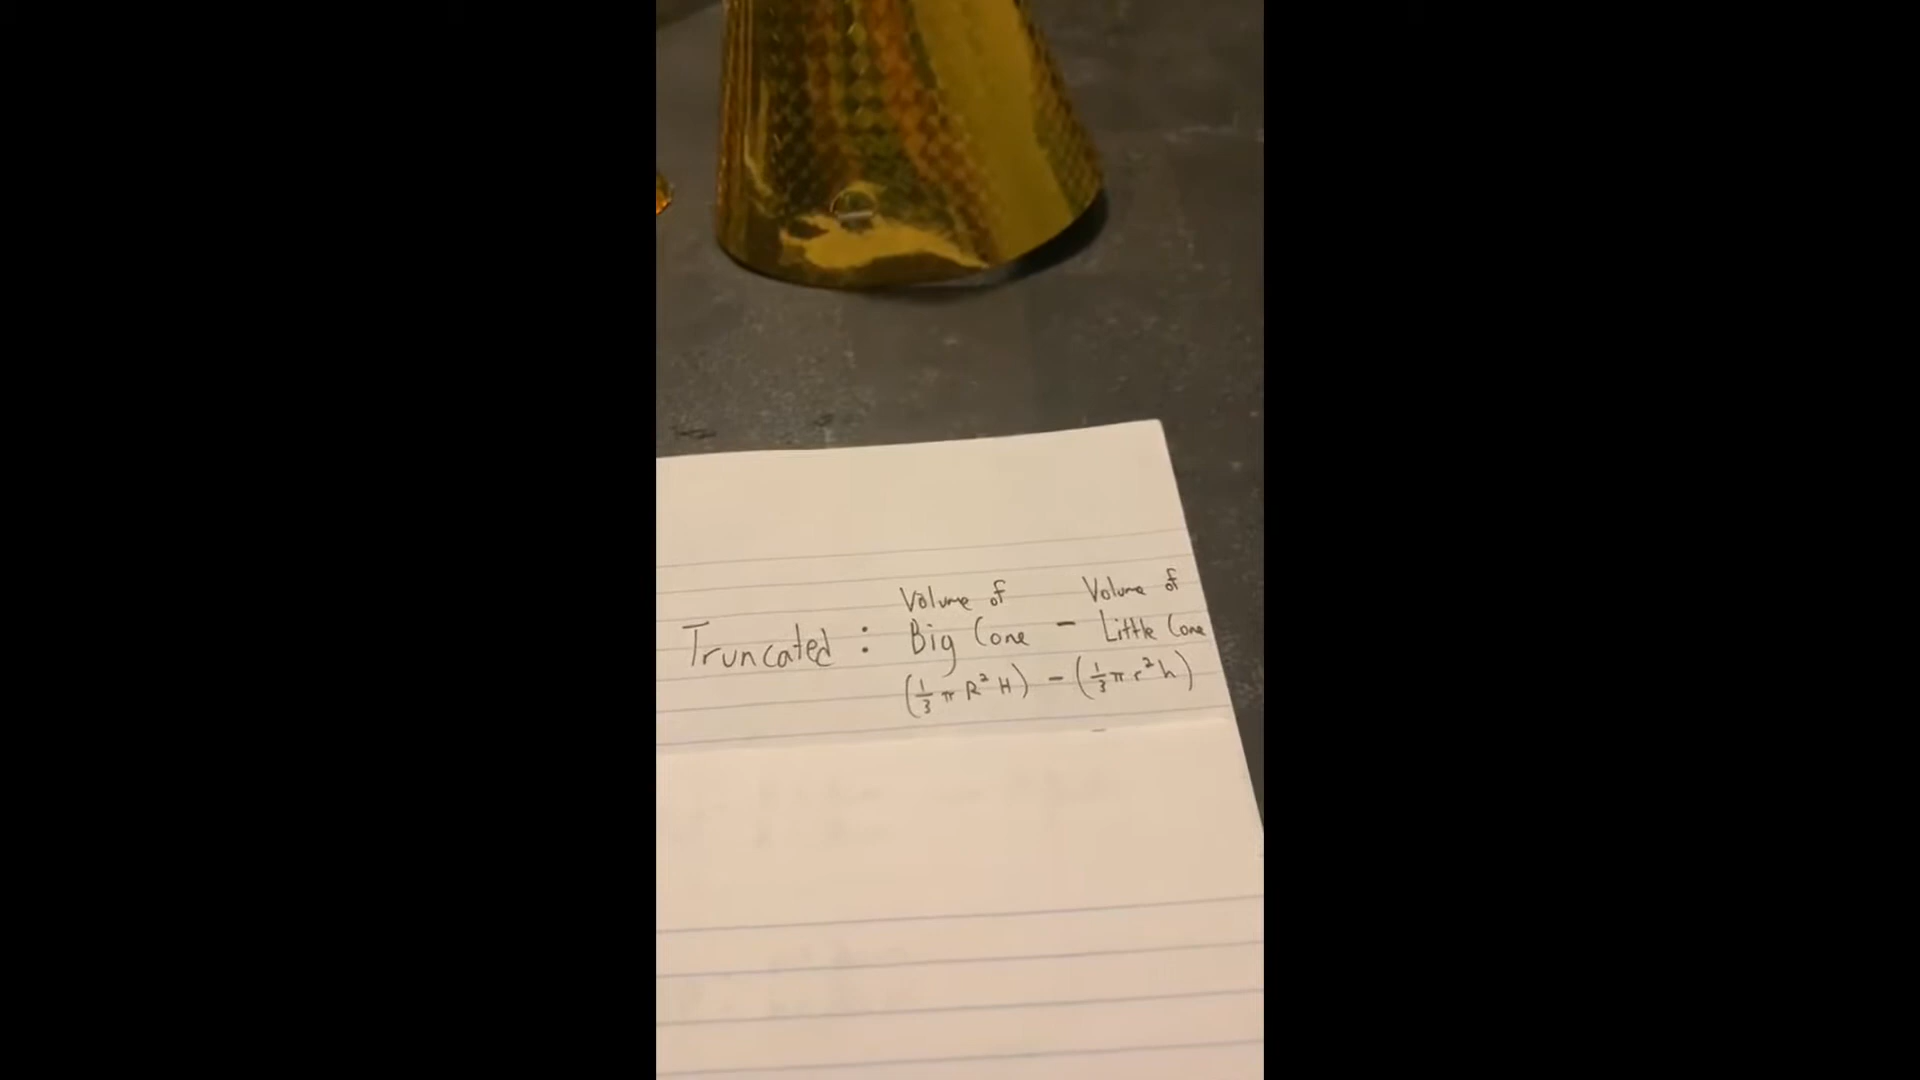 Volume of Volume of
Truncated : Big Cone - Little Cone
(1/3 π R² H) - (1/3 π r² h)